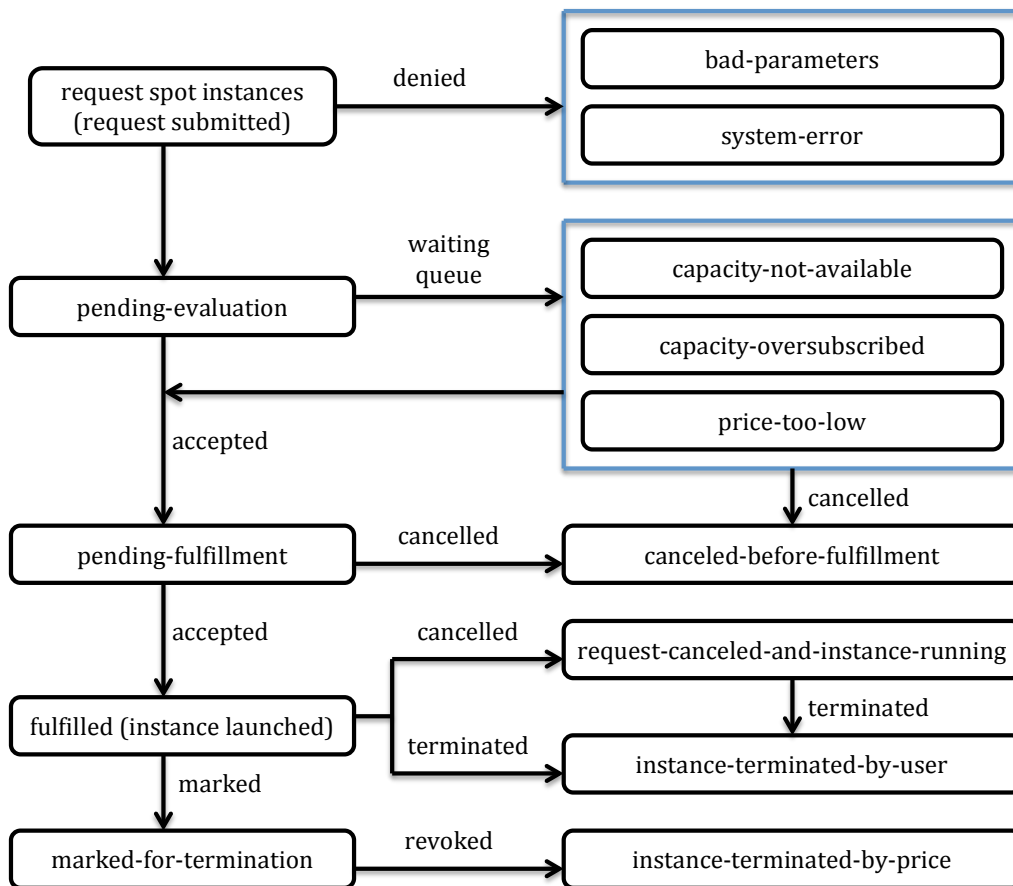 request spot instances
(request submitted)
denied
bad-parameters
system-error
pending-evaluation
waiting
queue
capacity-not-available
capacity-oversubscribed
price-too-low
accepted
cancelled
pending-fulfillment
cancelled
canceled-before-fulfillment
accepted
cancelled
request-canceled-and-instance-running
terminated
fulfilled (instance launched)
terminated
instance-terminated-by-user
marked
marked-for-termination
revoked
instance-terminated-by-price